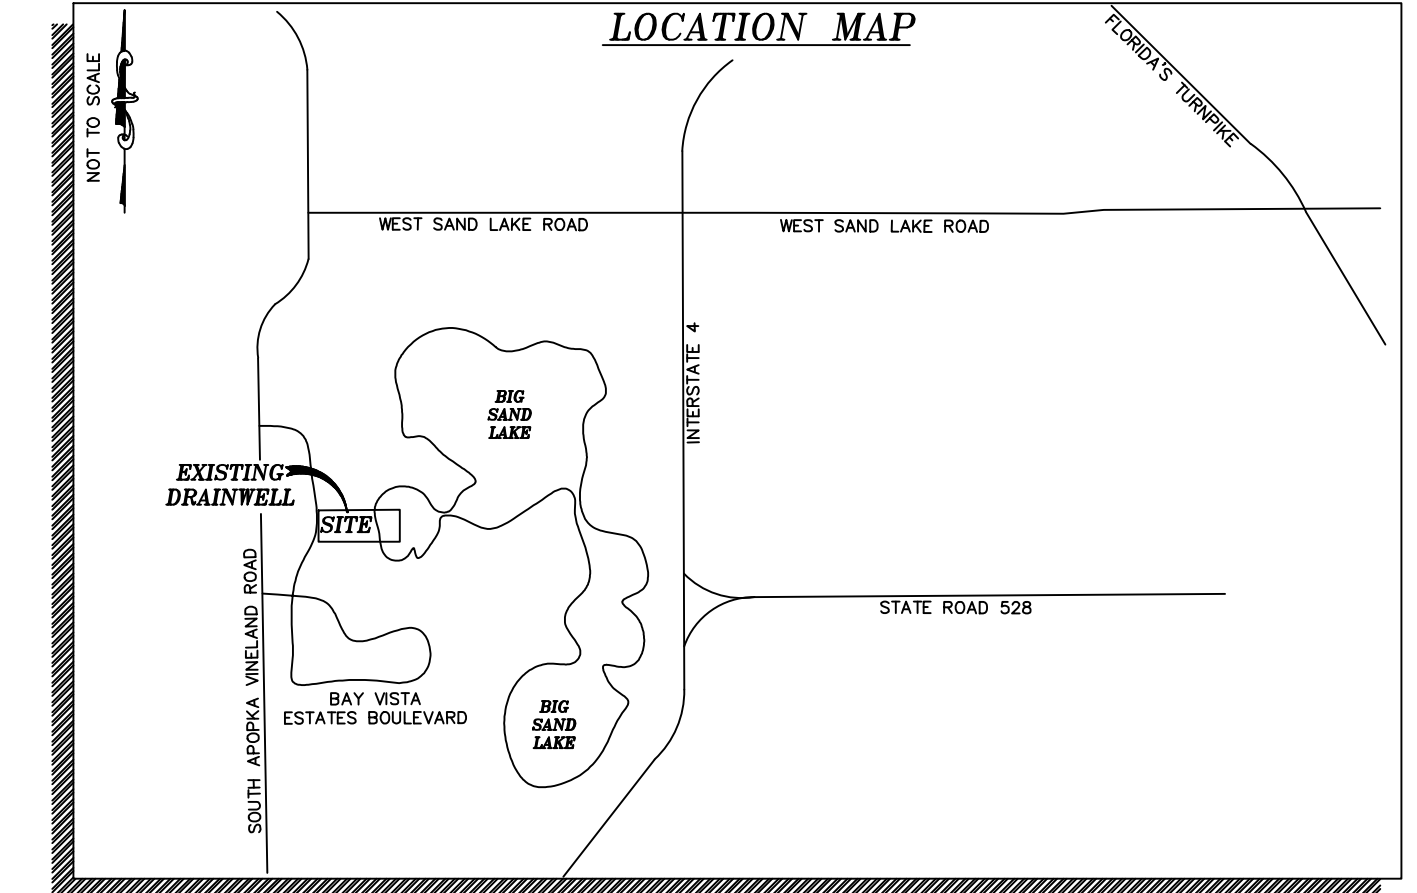 LOCATION MAP
NOT TO SCALE
FLORIDA'S TURNPIKE
WEST SAND LAKE ROAD
WEST SAND LAKE ROAD
INTERSTATE 4
BIG
SAND
LAKE
EXISTING
DRAINWELL
SITE
SOUTH APOPKA VINELAND ROAD
STATE ROAD 528
BAY VISTA
ESTATES BOULEVARD
BIG
SAND
LAKE